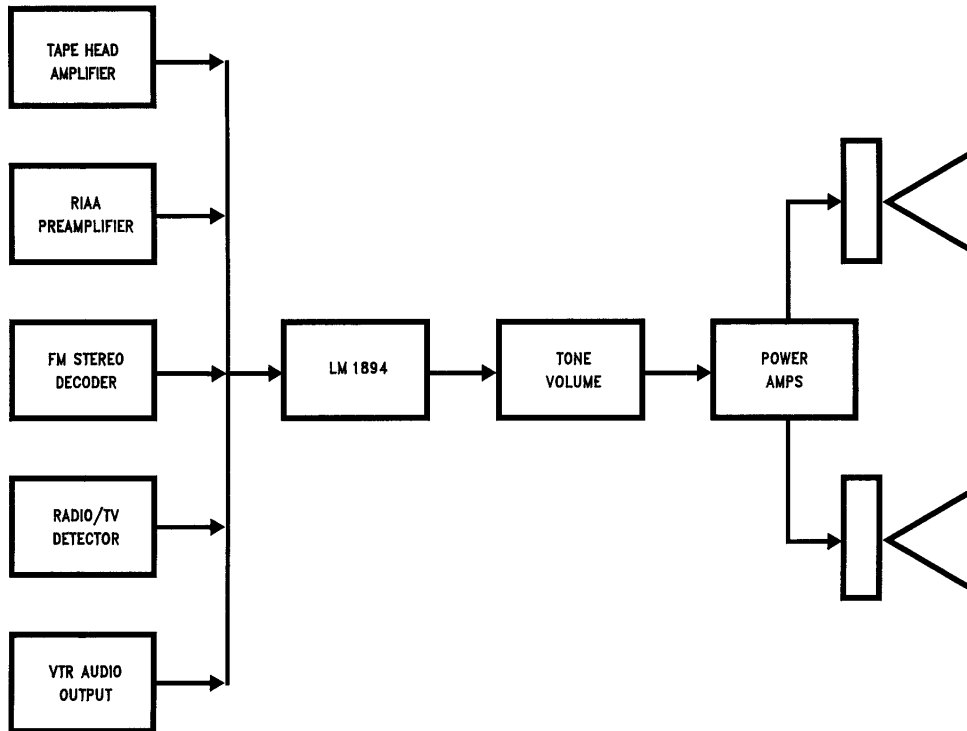 TAPE HEAD
AMPLIFIER
RIAA
PREAMPLIFIER
FM STEREO
DECODER
LM 1894
TONE
VOLUME
POWER
AMPS
RADIO/TV
DETECTOR
VTR AUDIO
OUTPUT